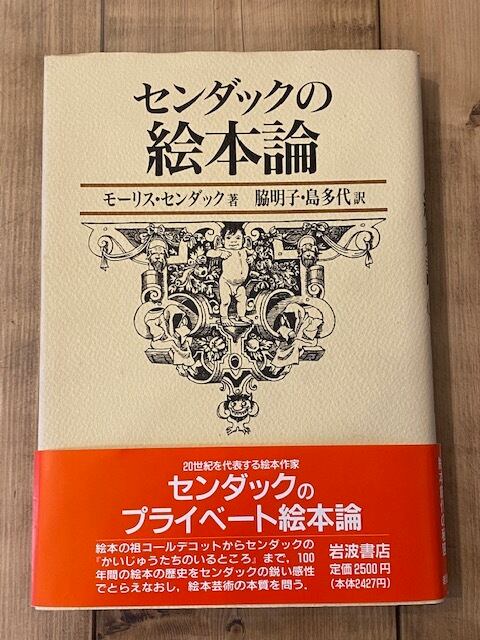 センダックの
絵本論
モーリス・センダック著 脇明子・島多代訳
20世紀を代表する絵本作家
センダックの
プライベート絵本論
絵本の祖コールデコットからセンダックの
『かいじゅうたちのいるところ』まで，100
年間の絵本の歴史をセンダックの鋭い感性
でとらえなおし，絵本芸術の本質を問う．
岩波書店
定価2500円
(本体2427円)